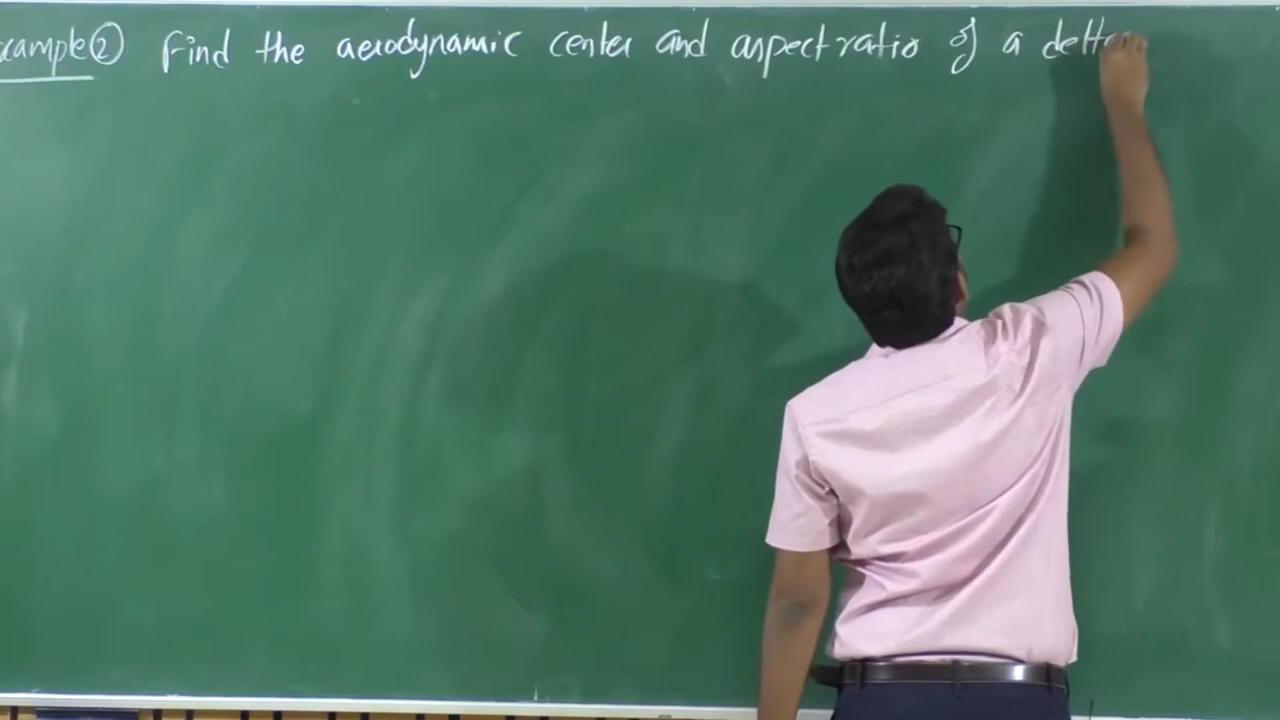 xample② Find the aerodynamic center and aspect ratio of a delta